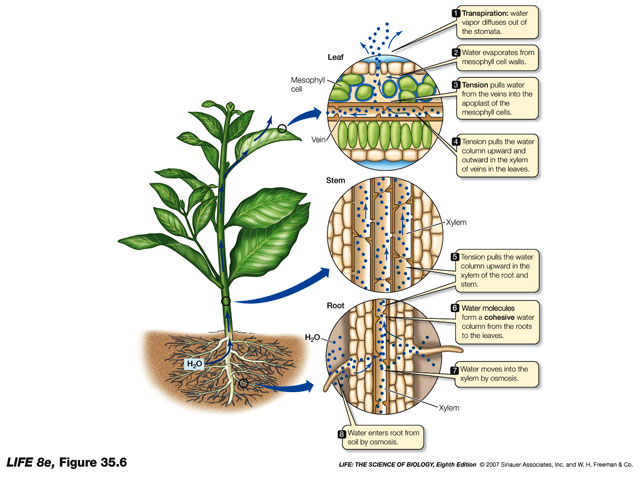 1 Transpiration: water
vapor diffuses out of
the stomata.
Leaf
2 Water evaporates from
mesophyll cell walls.
Mesophyll
cell
3 Tension pulls water
from the veins into the
apoplast of the
mesophyll cells.
Vein
4 Tension pulls the water
column upward and
outward in the xylem
of veins in the leaves.
Stem
Xylem
5 Tension pulls the water
column upward in the
xylem of the root and
stem.
Root
6 Water molecules
form a cohesive water
column from the roots
to the leaves.
H2O
H2O
7 Water moves into the
xylem by osmosis.
Xylem
8 Water enters root from
soil by osmosis.
LIFE 8e, Figure 35.6
LIFE: THE SCIENCE OF BIOLOGY, Eighth Edition © 2007 Sinauer Associates, Inc. and W. H. Freeman & Co.